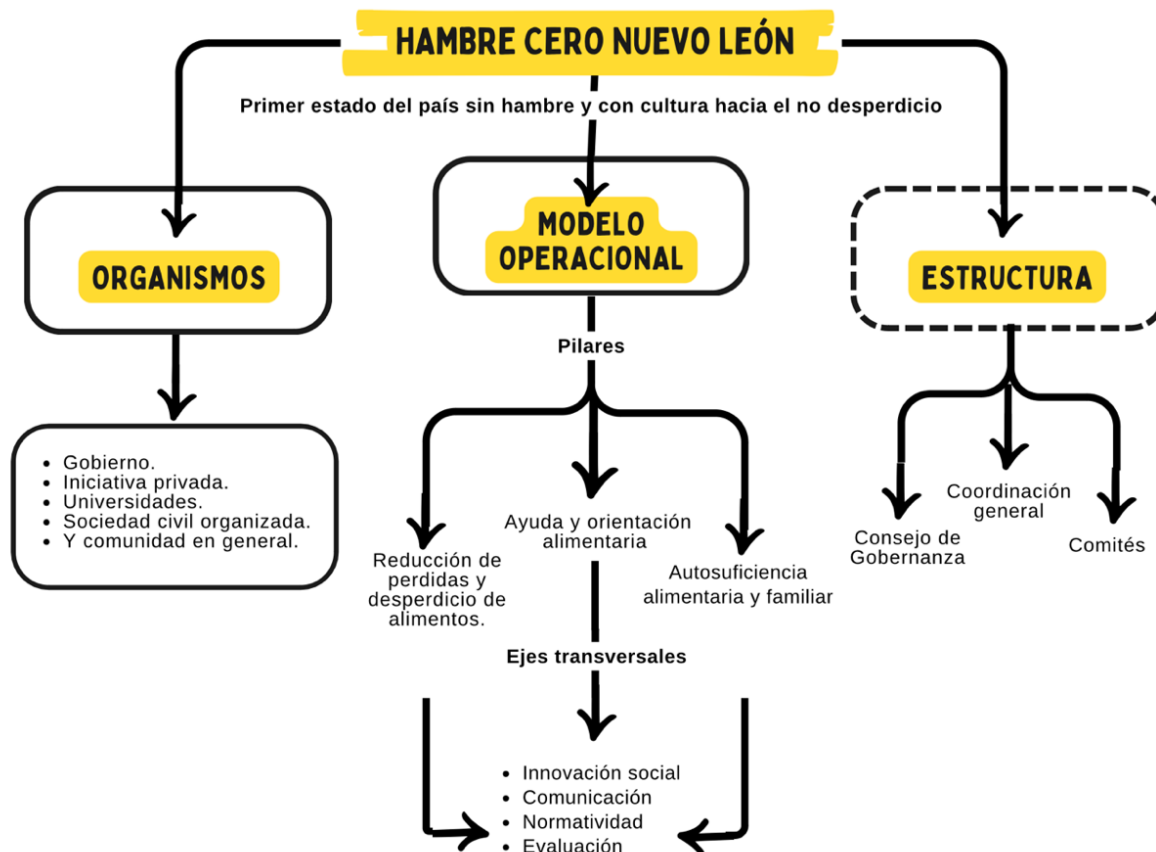 HAMBRE CERO NUEVO LEÓN
Primer estado del país sin hambre y con cultura hacia el no desperdicio
ORGANISMOS
• Gobierno.
• Iniciativa privada.
• Universidades.
• Sociedad civil organizada.
• Y comunidad en general.
MODELO
OPERACIONAL
Pilares
Reducción de
perdidas y
desperdicio de
alimentos.
Ayuda y orientación
alimentaria
Autosuficiencia
alimentaria y familiar
Ejes transversales
• Innovación social
• Comunicación
• Normatividad
• Evaluación
ESTRUCTURA
Consejo de
Gobernanza
Coordinación
general
Comités